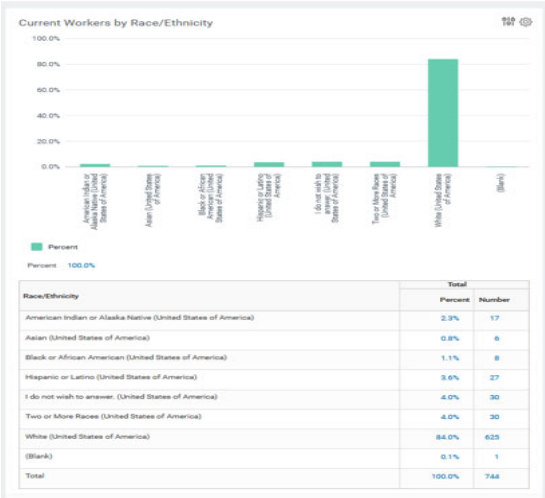 Current Workers by Race/Ethnicity
100.0%
80.0%
60.0%
40.0%
20.0%
0.0%
American Indian or
Alaska Native (United
States of America)
Asian (United States
of America)
Black or African
American (United
States of America)
Hispanic or Latino
(United States of
America)
I do not wish to
answer. (United
States of America)
Two or More Races
(United States of
America)
White (United States
of America)
(Blank)
Percent
Percent 100.0%
Total
Race/Ethnicity Percent Number
American Indian or Alaska Native (United States of America) 2.3% 17
Asian (United States of America) 0.8% 6
Black or African American (United States of America) 1.1% 8
Hispanic or Latino (United States of America) 3.6% 27
I do not wish to answer. (United States of America) 4.0% 30
Two or More Races (United States of America) 4.0% 30
White (United States of America) 84.0% 625
(Blank) 0.1% 1
Total 100.0% 744